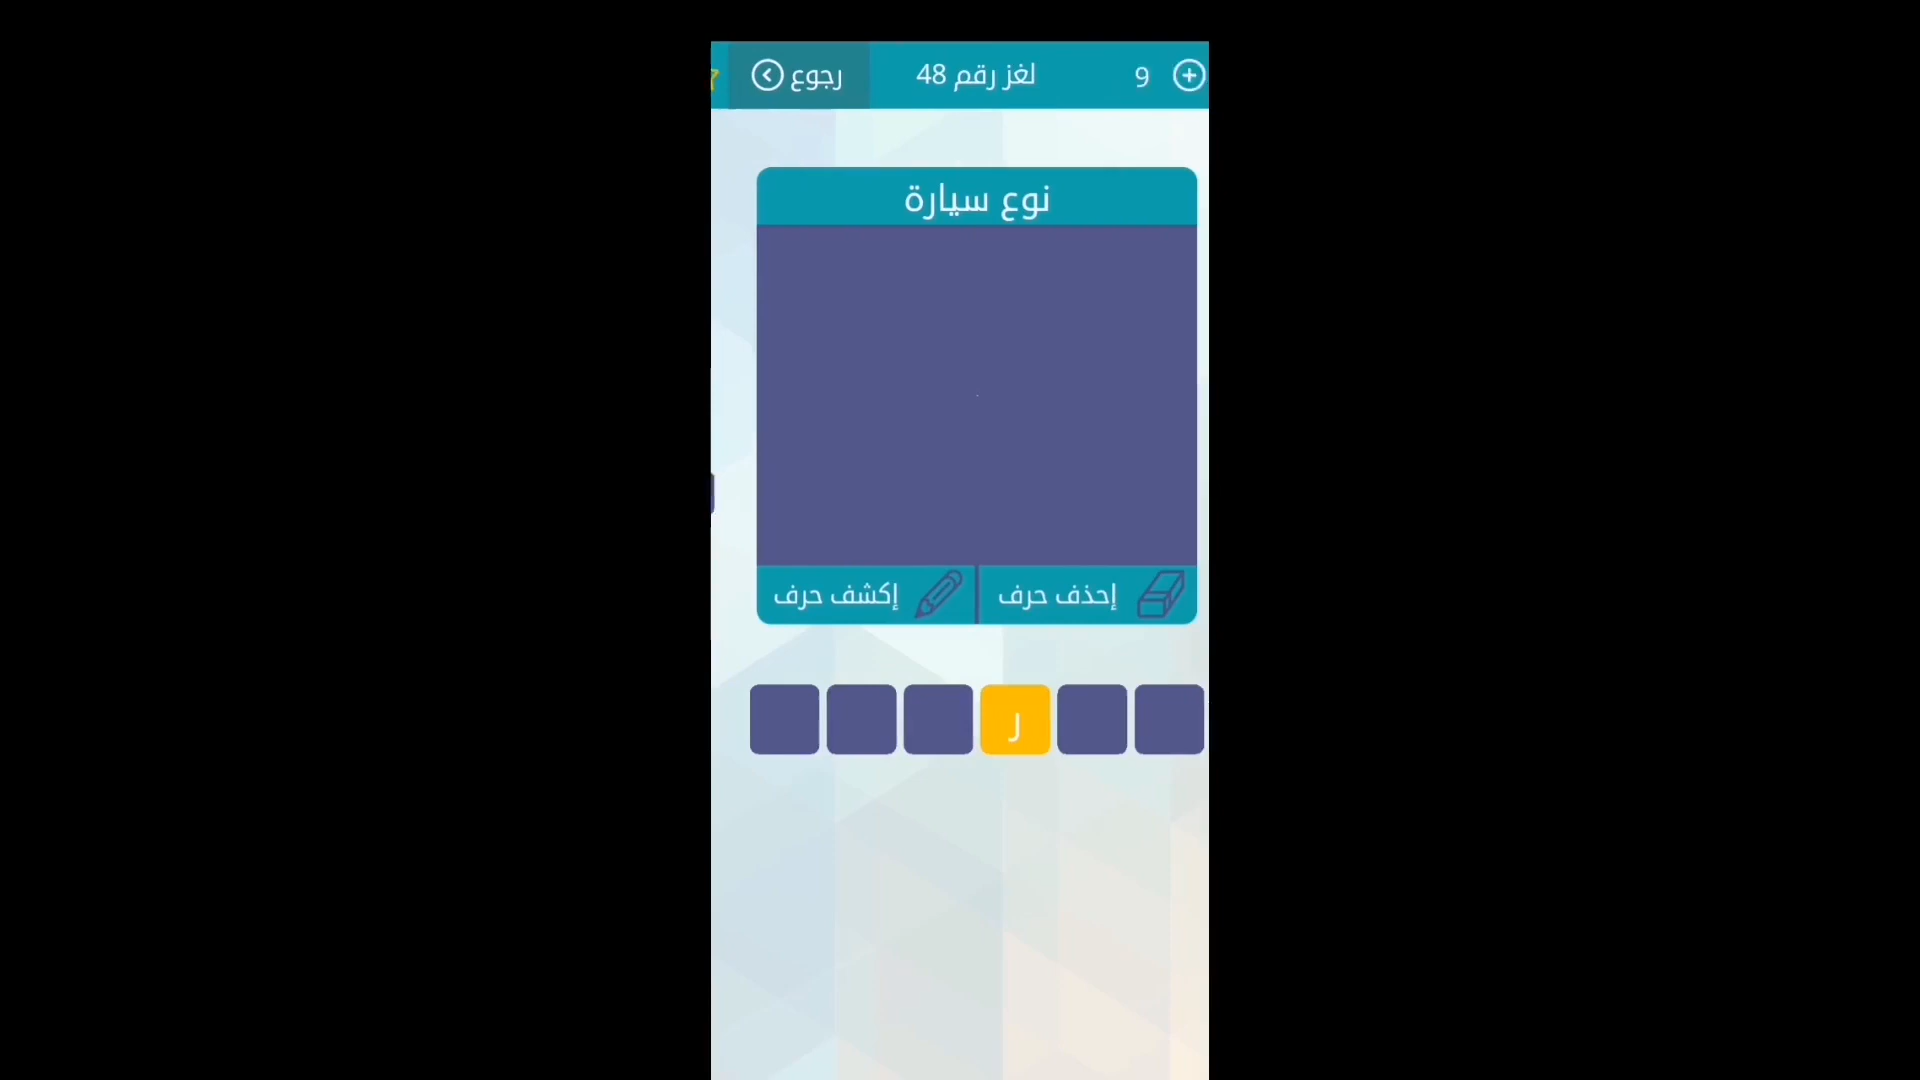 رجوع
لغز رقم 48
9
نوع سيارة
إحذف حرف
إكشف حرف
ر